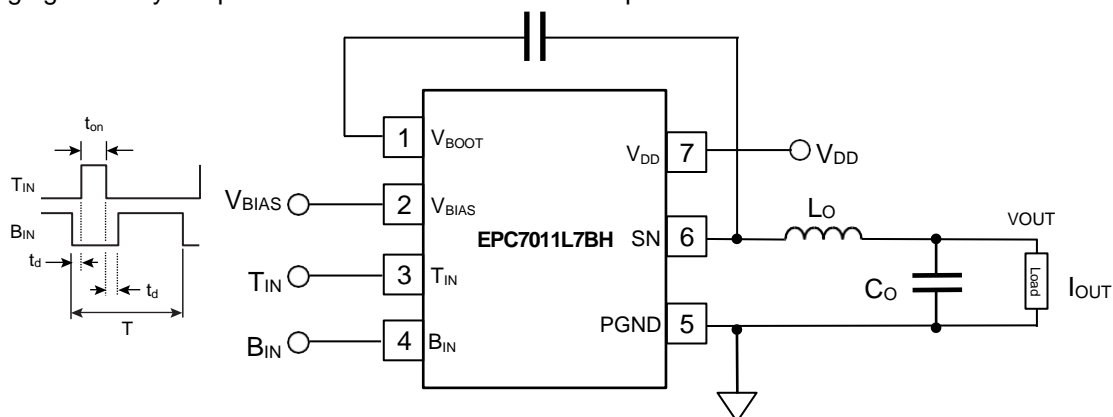 ton
TIN
BIN
td
td
T
VBIAS
TIN
BIN
1 VBOOT
2 VBIAS
3 TIN
4 BIN
EPC7011L7BH
VDD 7
SN 6
PGND 5
VDD
LO
CO
VOUT
Load
IOUT